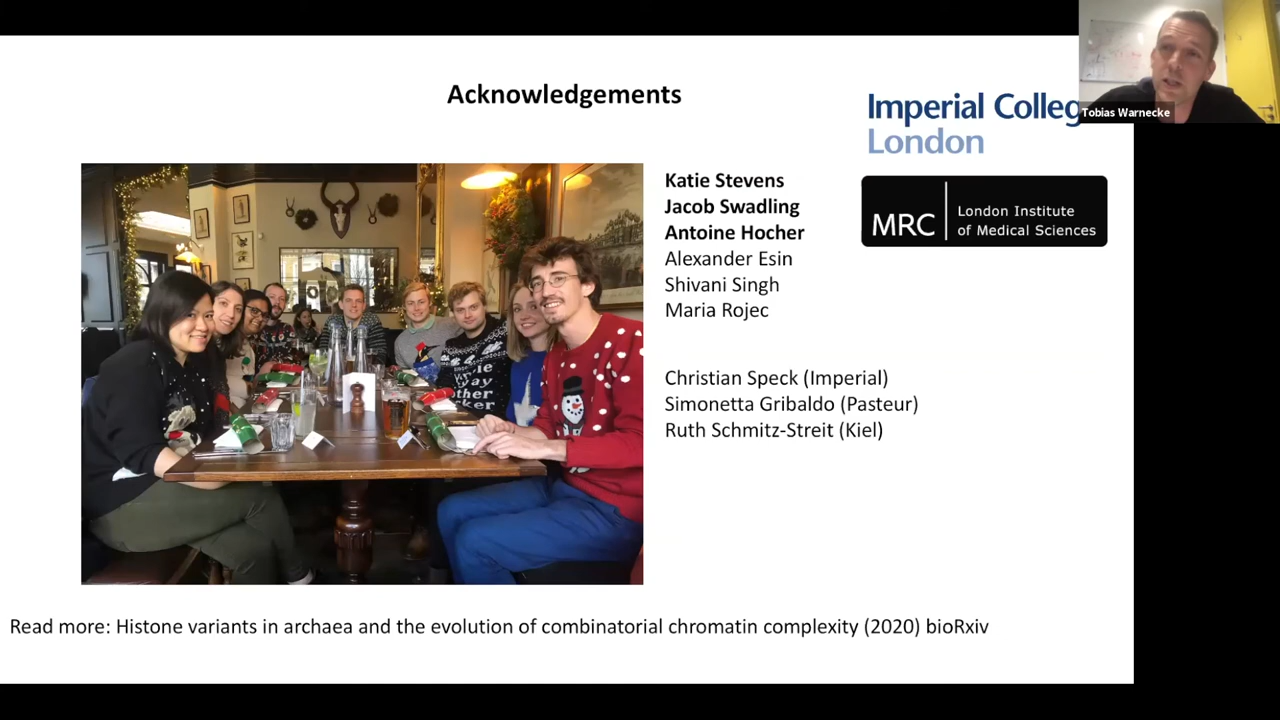 Acknowledgements
Imperial Colleg
London
Tobias Warnecke
MRC
London Institute
of Medical Sciences
Katie Stevens
Jacob Swadling
Antoine Hocher
Alexander Esin
Shivani Singh
Maria Rojec
Christian Speck (Imperial)
Simonetta Gribaldo (Pasteur)
Ruth Schmitz-Streit (Kiel)
Read more: Histone variants in archaea and the evolution of combinatorial chromatin complexity (2020) bioRxiv